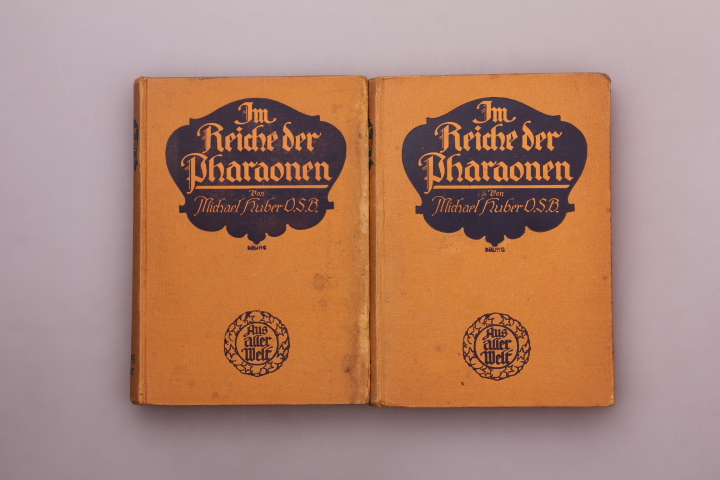 Im
Reiche der
Pharaonen
Von
Michael Huber O.S.B.
Aus
aller
Welt
Im
Reiche der
Pharaonen
Von
Michael Huber O.S.B.
Aus
aller
Welt